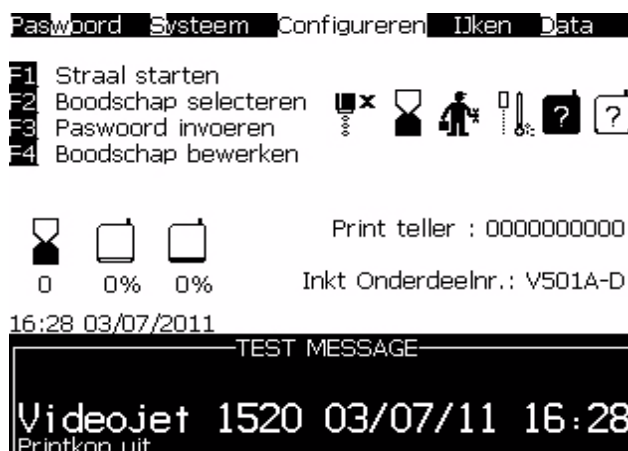 Paswoord Systeem Configureren IJken Data
F1 Straal starten
F2 Boodschap selecteren
F3 Paswoord invoeren
F4 Boodschap bewerken
? ?
Print teller : 0000000000
0 0% 0%
Inkt Onderdeelnr.: V501A-D
16:28 03/07/2011
TEST MESSAGE
Videojet 1520 03/07/11 16:28
Printkop uit